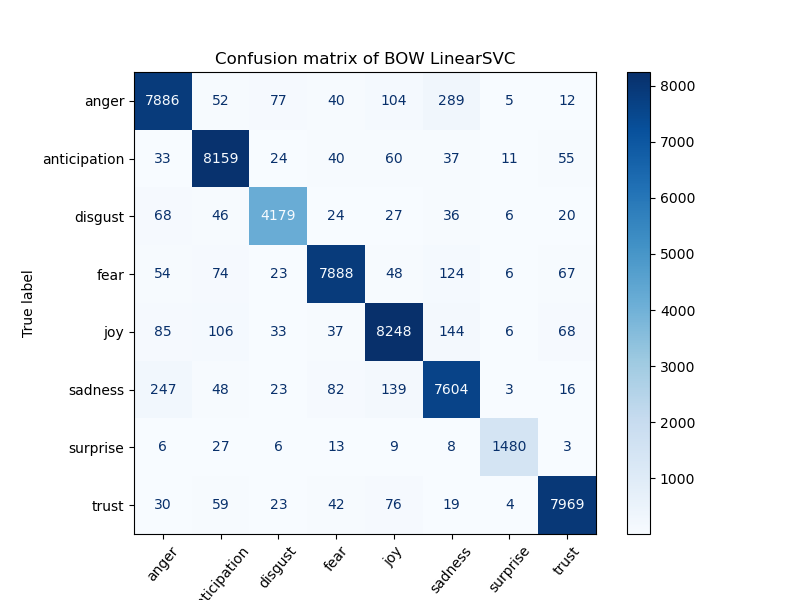 Confusion matrix of BOW LinearSVC
True label
anger 7886 52 77 40 104 289 5 12
anticipation 33 8159 24 40 60 37 11 55
disgust 68 46 4179 24 27 36 6 20
fear 54 74 23 7888 48 124 6 67
joy 85 106 33 37 8248 144 6 68
sadness 247 48 23 82 139 7604 3 16
surprise 6 27 6 13 9 8 1480 3
trust 30 59 23 42 76 19 4 7969
anger ticipation disgust fear joy sadness surprise trust
8000
7000
6000
5000
4000
3000
2000
1000